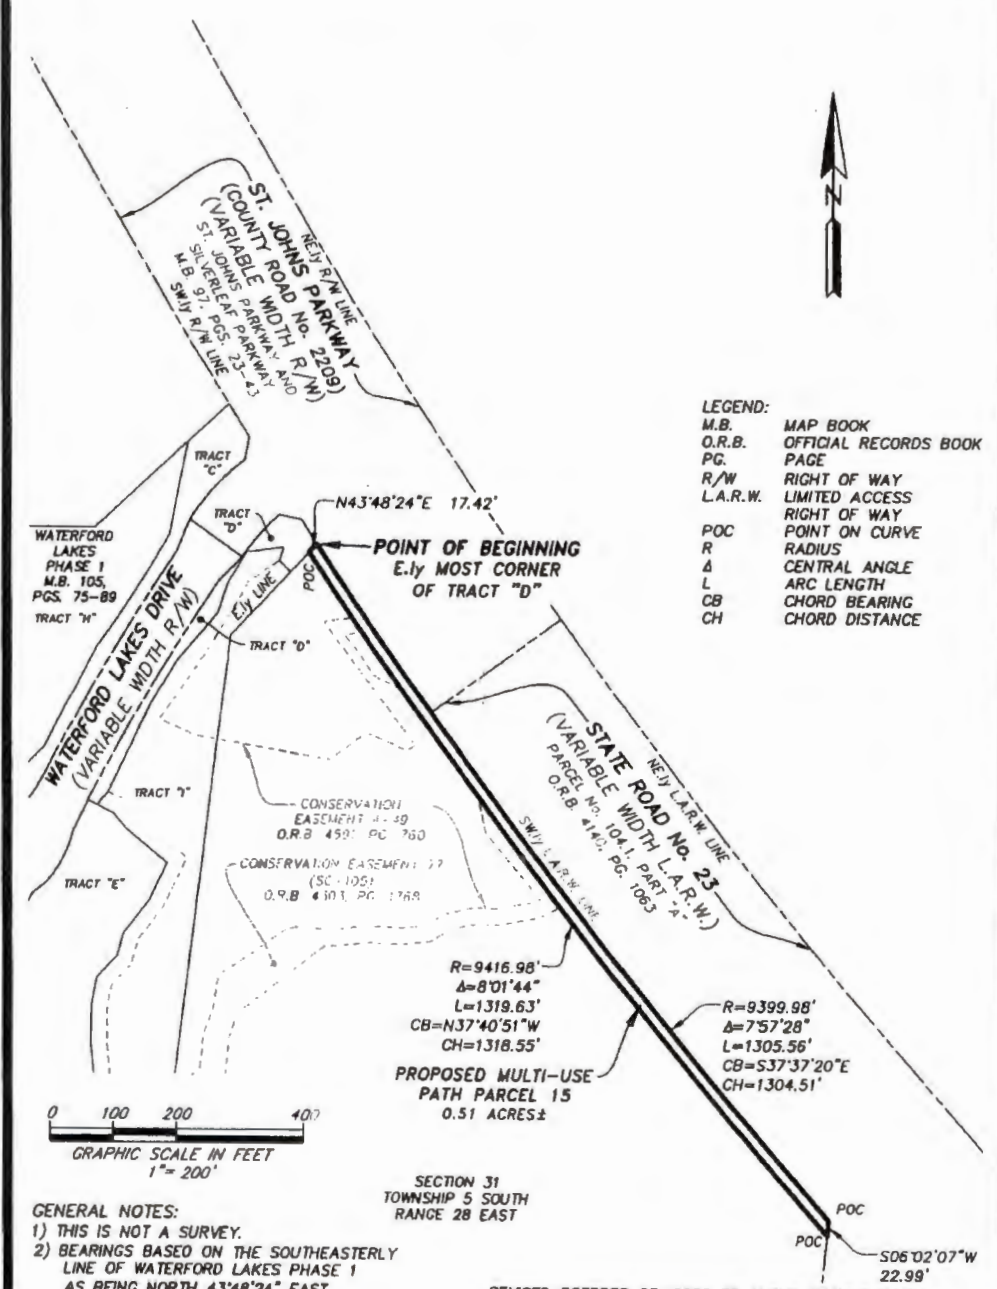 ST. JOHNS PARKWAY
(COUNTY ROAD No. 2209)
(VARIABLE WIDTH R/W)
ST. JOHNS PARKWAY AND
SILVERLEAF PARKWAY
M.B. 97, PGS. 23-43
SW.ly R/W LINE
NE.ly R/W LINE
N
LEGEND:
M.B. MAP BOOK
O.R.B. OFFICIAL RECORDS BOOK
PG. PAGE
R/W RIGHT OF WAY
L.A.R.W. LIMITED ACCESS
RIGHT OF WAY
POC POINT ON CURVE
R RADIUS
Δ CENTRAL ANGLE
L ARC LENGTH
CB CHORD BEARING
CH CHORD DISTANCE
TRACT
"C"
TRACT
"D"
N43°48'24"E 17.42'
POINT OF BEGINNING
E.ly MOST CORNER
OF TRACT "D"
POC
WATERFORD
LAKES
PHASE 1
M.B. 105,
PGS. 75-89
TRACT "H"
E.ly LINE
TRACT "D"
WATERFORD LAKES DRIVE
(VARIABLE WIDTH R/W)
TRACT "I"
TRACT "E"
CONSERVATION
EASEMENT
O.R.B PG. 760
CONSERVATION EASEMENT
O.R.B PG. 1768
STATE ROAD No. 23
(VARIABLE WIDTH L.A.R.W.)
PARCEL No. 104.1, PART "A"
O.R.B. 4140, PG. 1063
NE.ly L.A.R.W. LINE
SW.ly L.A.R.W. LINE
R=9416.98'
Δ=8°01'44"
L=1319.63'
CB=N37°40'51"W
CH=1318.55'
R=9399.98'
Δ=7°57'28"
L=1305.56'
CB=S37°37'20"E
CH=1304.51'
PROPOSED MULTI-USE
PATH PARCEL 15
0.51 ACRES±
0 100 200 400
GRAPHIC SCALE IN FEET
1"= 200'
SECTION 31
TOWNSHIP 5 SOUTH
RANGE 28 EAST
POC
POC
S06°02'07"W
22.99'
GENERAL NOTES:
1) THIS IS NOT A SURVEY.
2) BEARINGS BASED ON THE SOUTHEASTERLY
LINE OF WATERFORD LAKES PHASE 1
AS BEING NORTH 43°48'24" EAST.